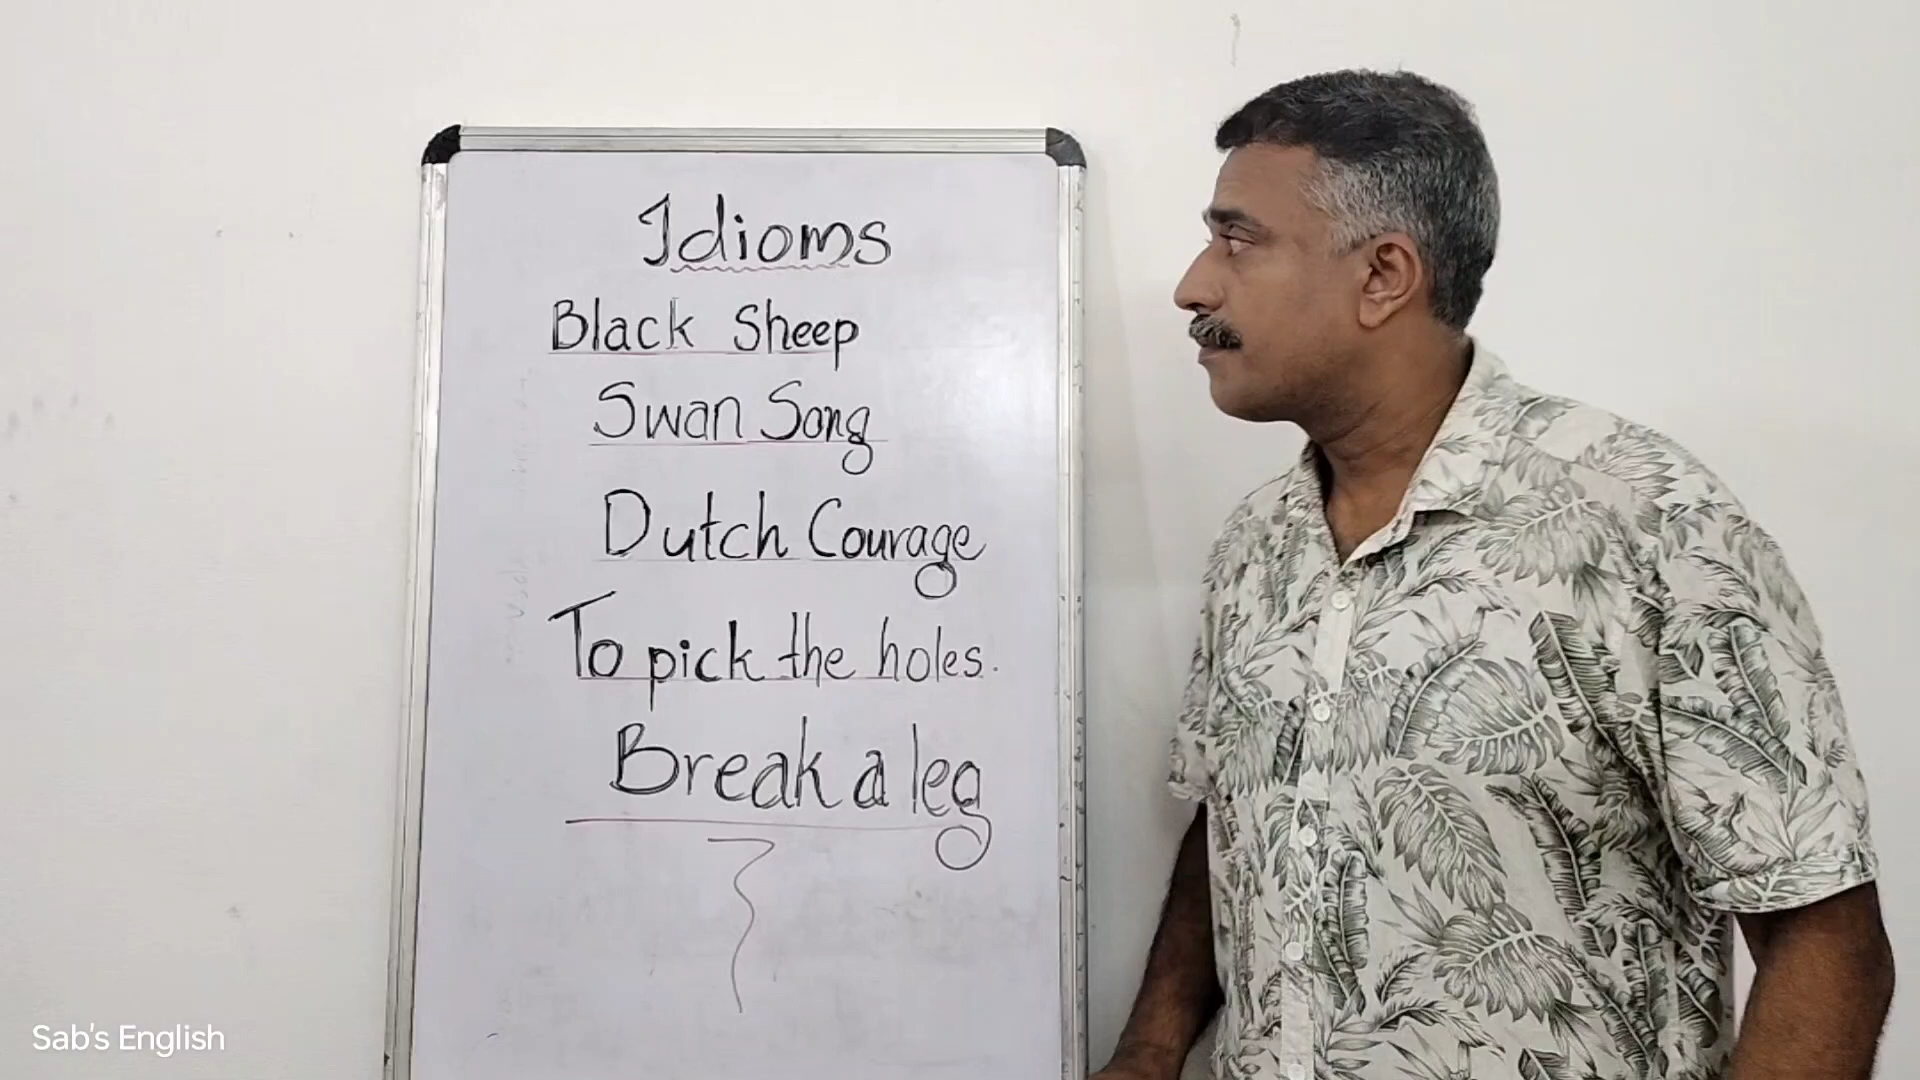 Idioms
Black Sheep
Swan Song
Dutch Courage
To pick the holes.
Break a leg
Sab's English